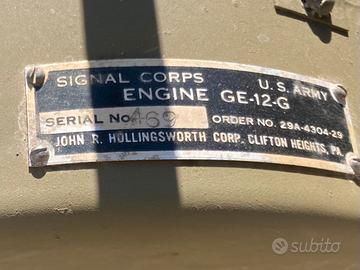 SIGNAL CORPS U.S. ARMY
ENGINE GE-12-G
SERIAL No. 469 ORDER NO. 29A-4304-29
JOHN R. HOLLINGSWORTH CORP. CLIFTON HEIGHTS, PA.
subito